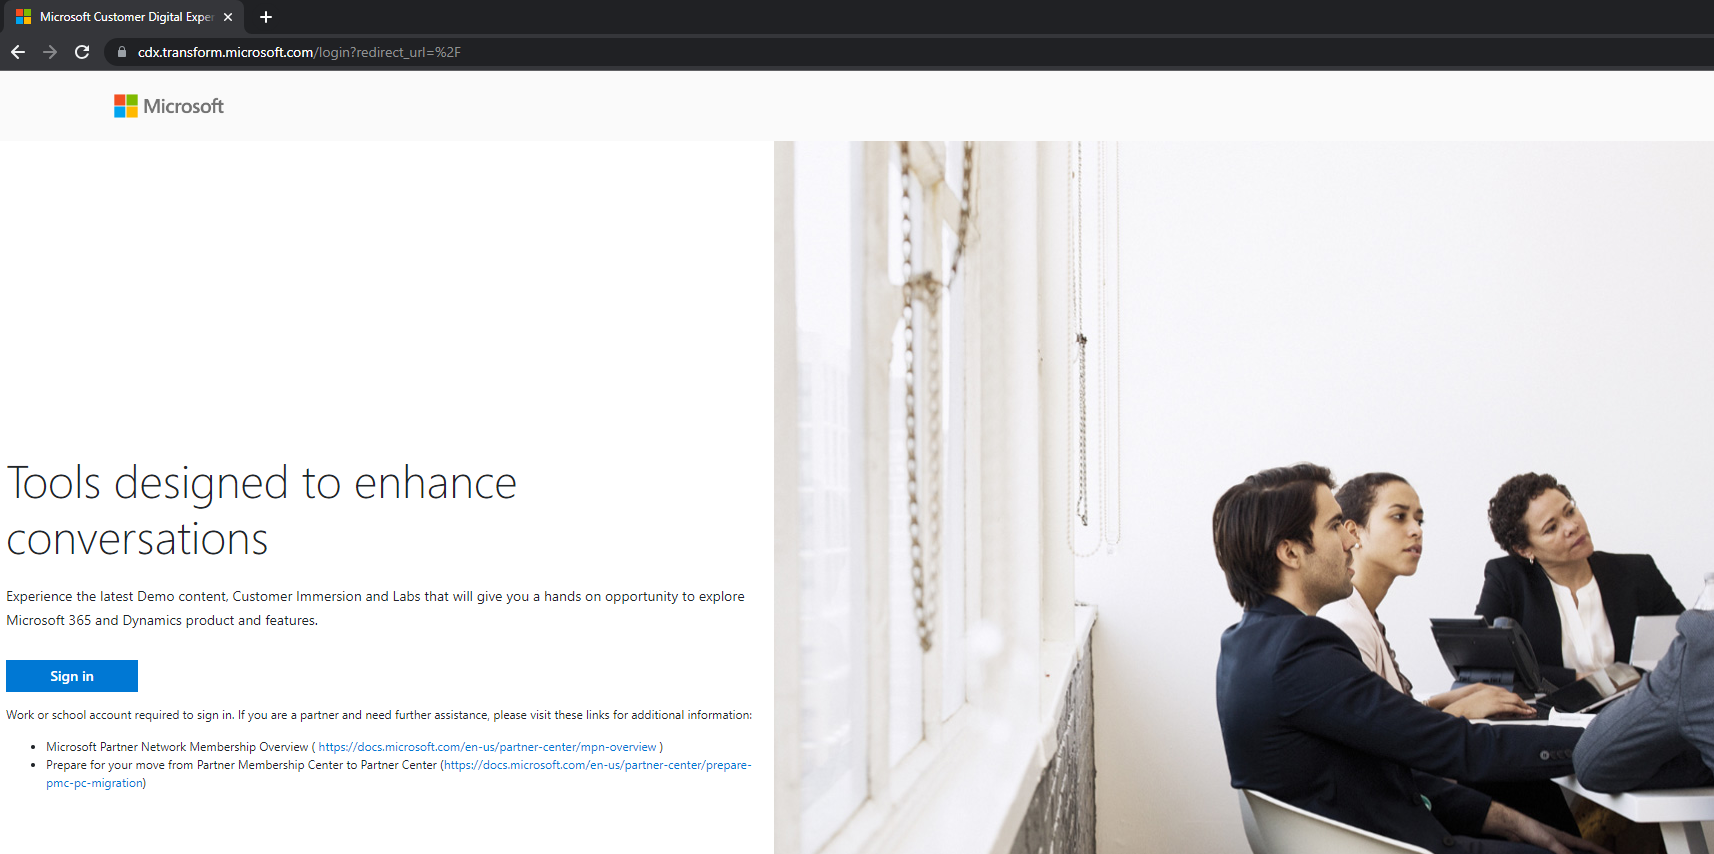 Microsoft Customer Digital Exper
cdx.transform.microsoft.com/login?redirect_url=%2F
Microsoft
Tools designed to enhance
conversations
Experience the latest Demo content, Customer Immersion and Labs that will give you a hands on opportunity to explore
Microsoft 365 and Dynamics product and features.
Sign in
Work or school account required to sign in. If you are a partner and need further assistance, please visit these links for additional information:
• Microsoft Partner Network Membership Overview ( https://docs.microsoft.com/en-us/partner-center/mpn-overview )
• Prepare for your move from Partner Membership Center to Partner Center (https://docs.microsoft.com/en-us/partner-center/prepare-
pmc-pc-migration)